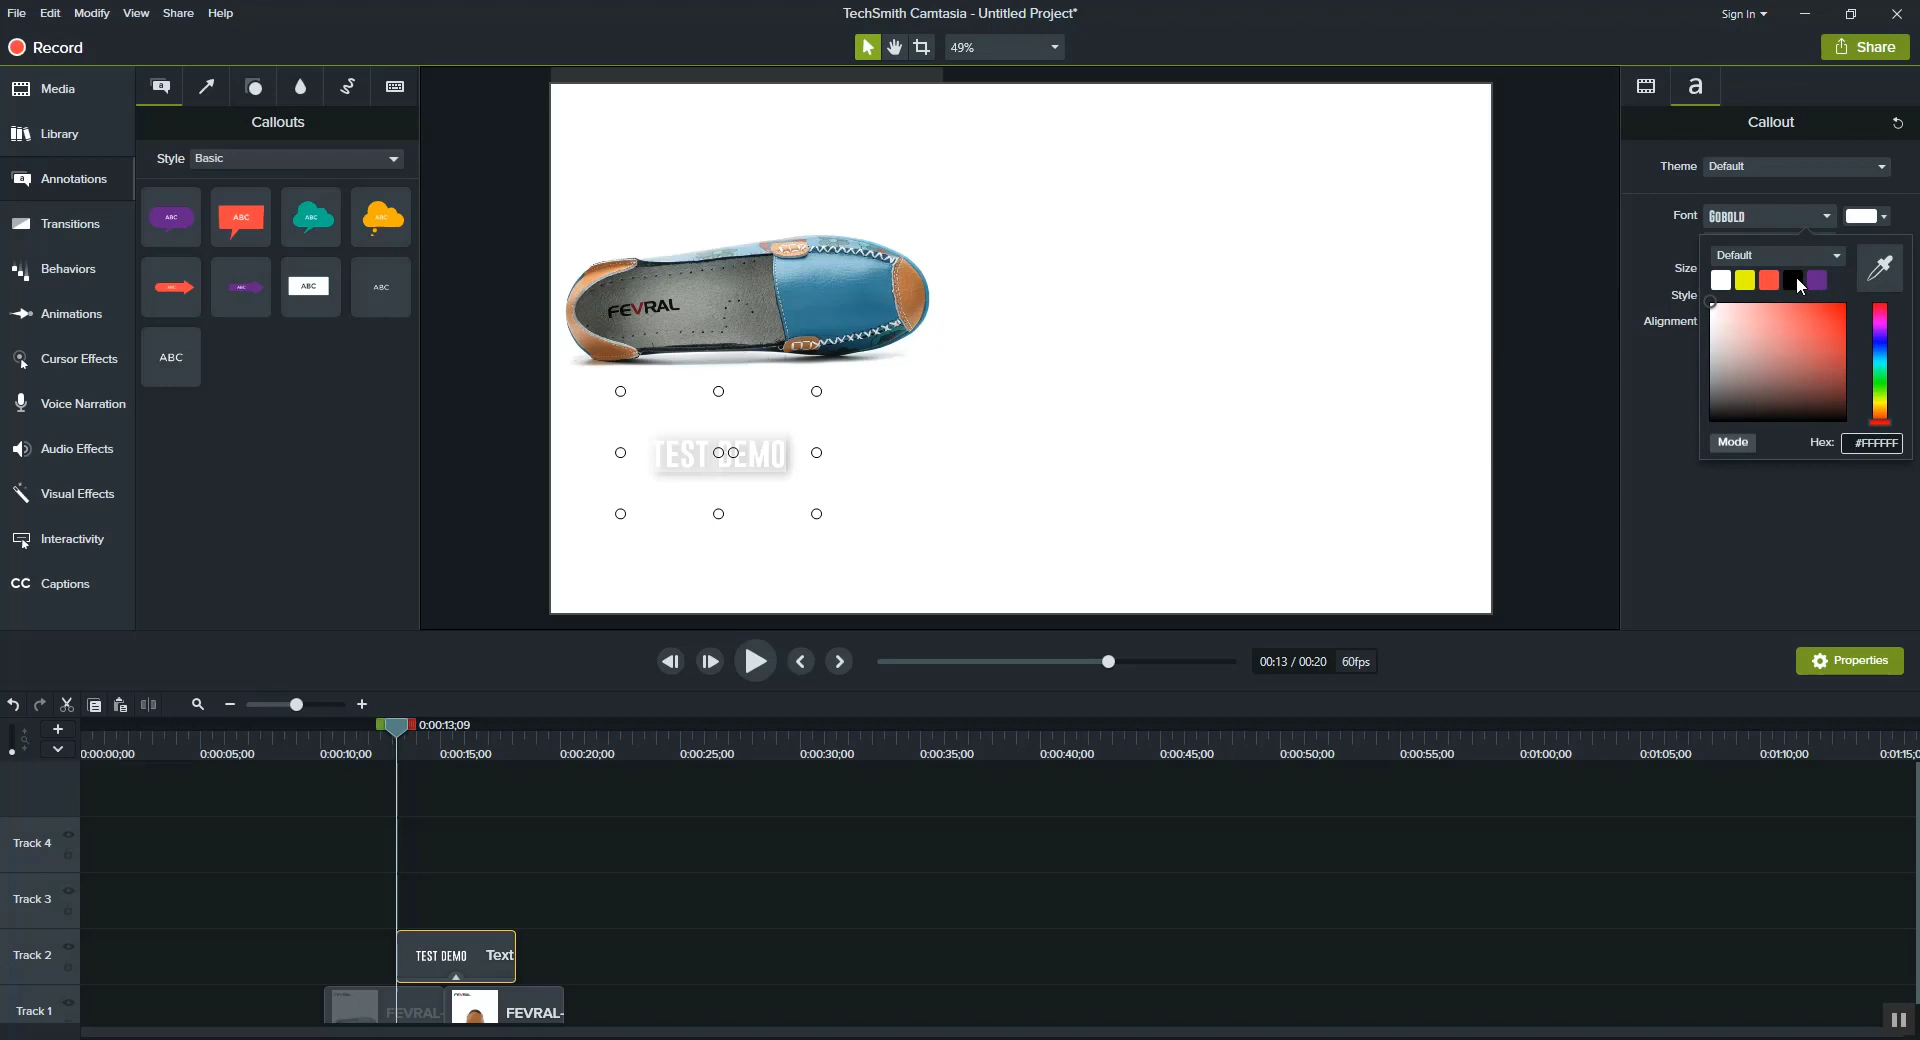 File Edit Modify View Share Help
TechSmith Camtasia - Untitled Project*
Sign In
Record
49%
Share
Media
Library
Annotations
Transitions
Behaviors
Animations
Cursor Effects
Voice Narration
Audio Effects
Visual Effects
Interactivity
CC Captions
a
Callouts
Style Basic
ABC ABC ABC ABC
ABC ABC ABC ABC
ABC
FEVRAL
TEST DEMO
a
Callout
Theme Default
Font GOBOLD
Default
Size
Style
Alignment
Mode Hex: #FFFFFF
00:13 / 00:20 60fps
Properties
0:00:13;09
0:00:00;00 0:00:05;00 0:00:10;00 0:00:15;00 0:00:20;00 0:00:25;00 0:00:30;00 0:00:35;00 0:00:40;00 0:00:45;00 0:00:50;00 0:00:55;00 0:01:00;00 0:01:05;00 0:01:10;00
Track 4
Track 3
Track 2 TEST DEMO Text
Track 1 FEVRAL- FEVRAL-